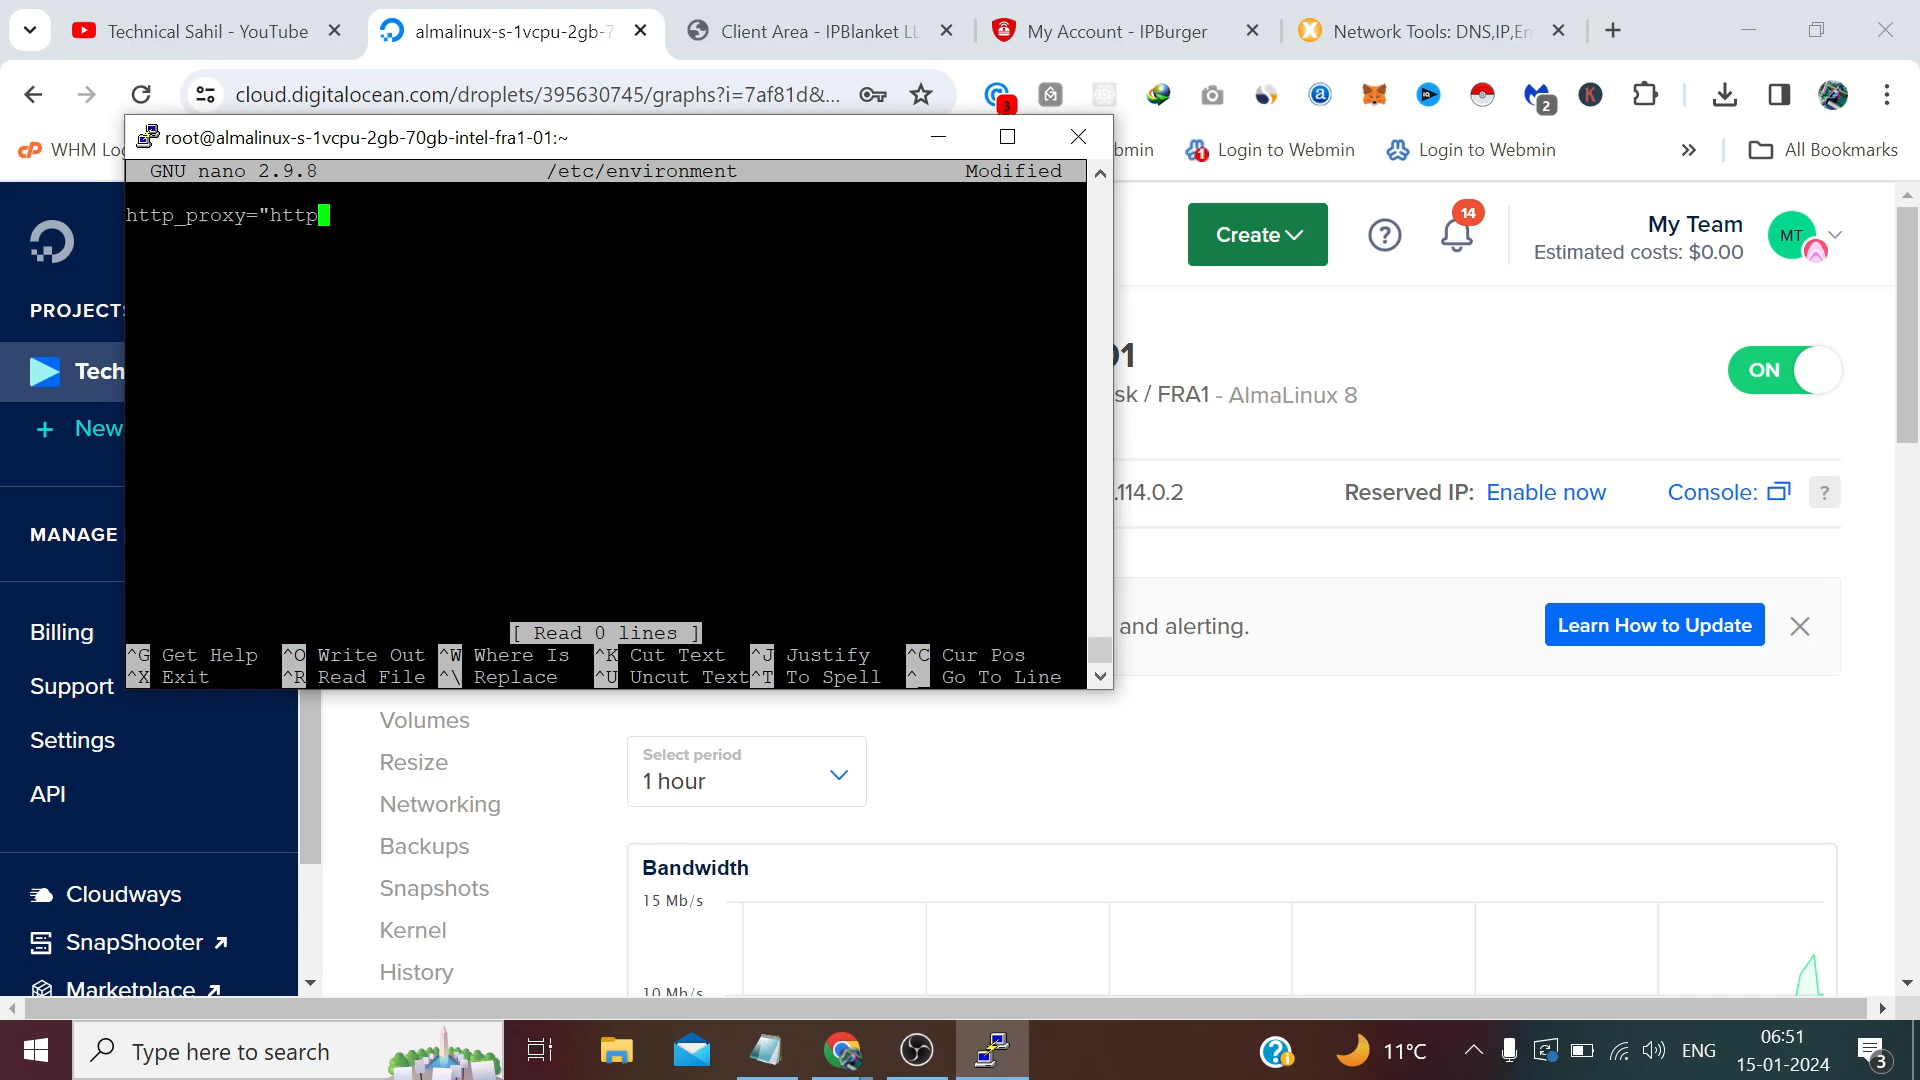 Technical Sahil - YouTube
almalinux-s-1vcpu-2gb-7
Client Area - IPBlanket LL
My Account - IPBurger
Network Tools: DNS,IP,Em
cloud.digitalocean.com/droplets/395630745/graphs?i=7af81d&...
3
2
WHM Log
bmin
Login to Webmin
Login to Webmin
»
All Bookmarks
root@almalinux-s-1vcpu-2gb-70gb-intel-fra1-01:~
GNU nano 2.9.8 /etc/environment Modified
http_proxy="http
[ Read 0 lines ]
^G Get Help ^O Write Out ^W Where Is ^K Cut Text ^J Justify ^C Cur Pos
^X Exit ^R Read File ^\ Replace ^U Uncut Text ^T To Spell ^_ Go To Line
PROJECTS
Tech
+ New
MANAGE
Billing
Support
Settings
API
Cloudways
SnapShooter
Marketplace
Create
14
My Team
Estimated costs: $0.00
MT
01
sk / FRA1 - AlmaLinux 8
ON
.114.0.2
Reserved IP: Enable now
Console:
?
and alerting.
Learn How to Update
Volumes
Resize
Networking
Backups
Snapshots
Kernel
History
Select period
1 hour
Bandwidth
15 Mb/s
10 Mb/s
Type here to search
11°C
ENG
06:51
15-01-2024
3